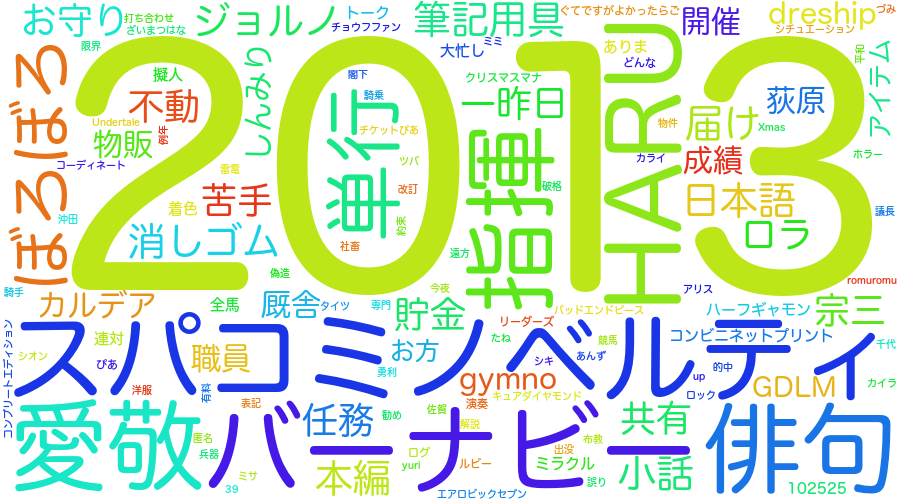 お守り
打ち合わせ
ざいまつはな
ジョルノ
トーク
チョウフファン
筆記用具
大忙し
ミミ
ぐてですがよかったらご
ありま
どんな
開催
dreship
づみ
シチュエーション
限界
擬人
閣下
騎乗
クリスマスマナ
平和
アイテム
ぼろぼろ
2013
不動
例年
Undertale
物販
コーディネート
しんみり
雷電
単行
チケットぴあ
ツバ
改訂
約束
一昨日
指揮
破格
HARU
物件
カライ
届け
Xmas
荻原
成績
ホラー
苦手
着色
沖田
日本語
議長
消しゴム
社畜
遠方
ロラ
偽造
アリス
romuromu
騎手
カルデア
全馬
厩舎
タイツ
専門
今夜
貯金
リーダーズ
バッドエンドピース
ハーフギャモン
宗三
スパコミ
ノベルティ
連対
たね
競馬
コンビニネットプリント
千代
コンプリートエディション
シオン
ぴあ
職員
お方
シキ
あんず
的中
勇利
gymno
up
GDLM
カイラ
洋服
有料
キュアダイヤモンド
ロック
愛敬
表記
バーナビー
任務
勧め
佐賀
演奏
解説
出没
布教
共有
俳句
匿名
兵器
ミサ
39
本編
ログ
yuri
ルビー
エアロビックセブン
ミラクル
誤り
小話
102525